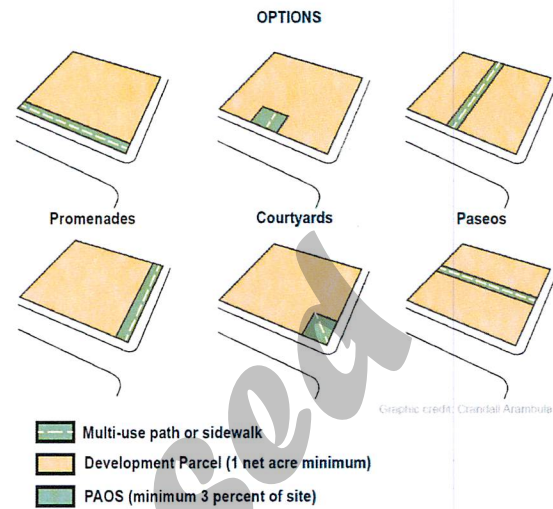 OPTIONS
Promenades
Courtyards
Paseos
Graphic credit: Crandall Arambula
Multi-use path or sidewalk
Development Parcel (1 net acre minimum)
PAOS (minimum 3 percent of site)
sed